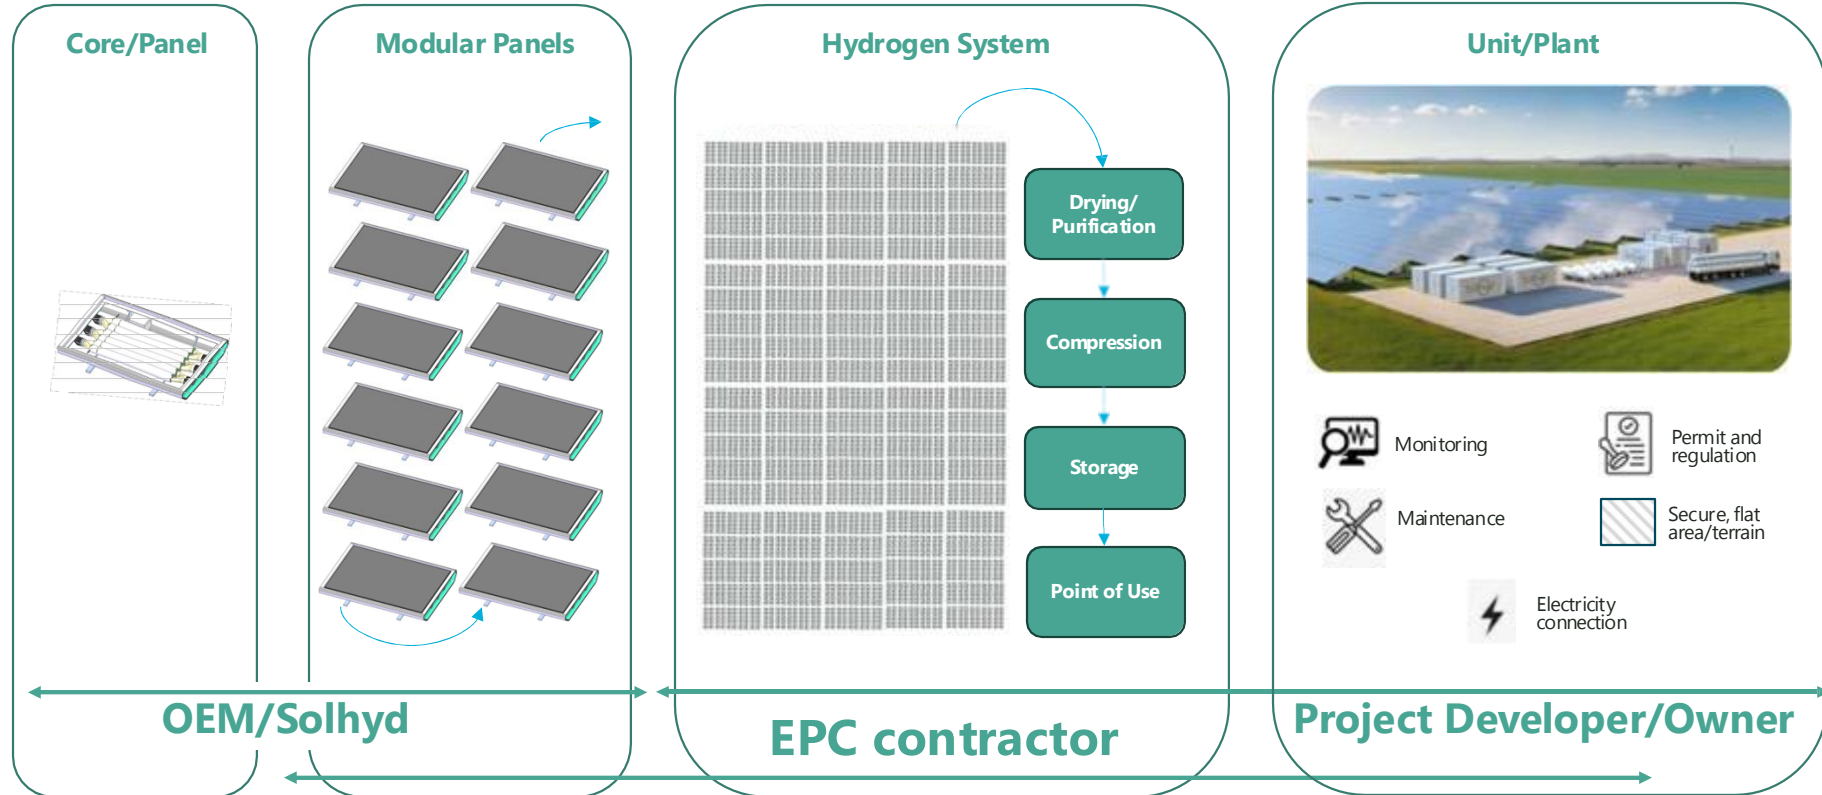 Core/Panel
Modular Panels
Hydrogen System
Drying/
Purification
Compression
Storage
Point of Use
Unit/Plant
Monitoring
Permit and
regulation
Maintenance
Secure, flat
area/terrain
Electricity
connection
OEM/Solhyd
EPC contractor
Project Developer/Owner